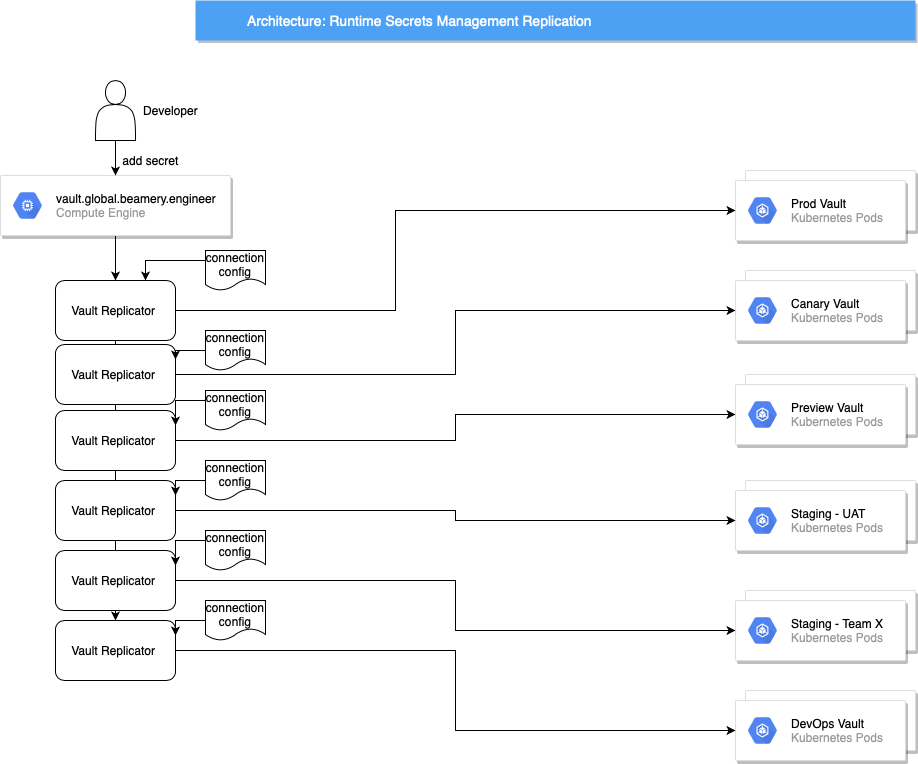 Architecture: Runtime Secrets Management Replication
Developer
add secret
vault.global.beamery.engineer
Compute Engine
Prod Vault
Kubernetes Pods
connection
config
Vault Replicator
Canary Vault
Kubernetes Pods
connection
config
Vault Replicator
Preview Vault
Kubernetes Pods
connection
config
Vault Replicator
connection
config
Vault Replicator
Staging - UAT
Kubernetes Pods
connection
config
Vault Replicator
Staging - Team X
Kubernetes Pods
connection
config
Vault Replicator
DevOps Vault
Kubernetes Pods